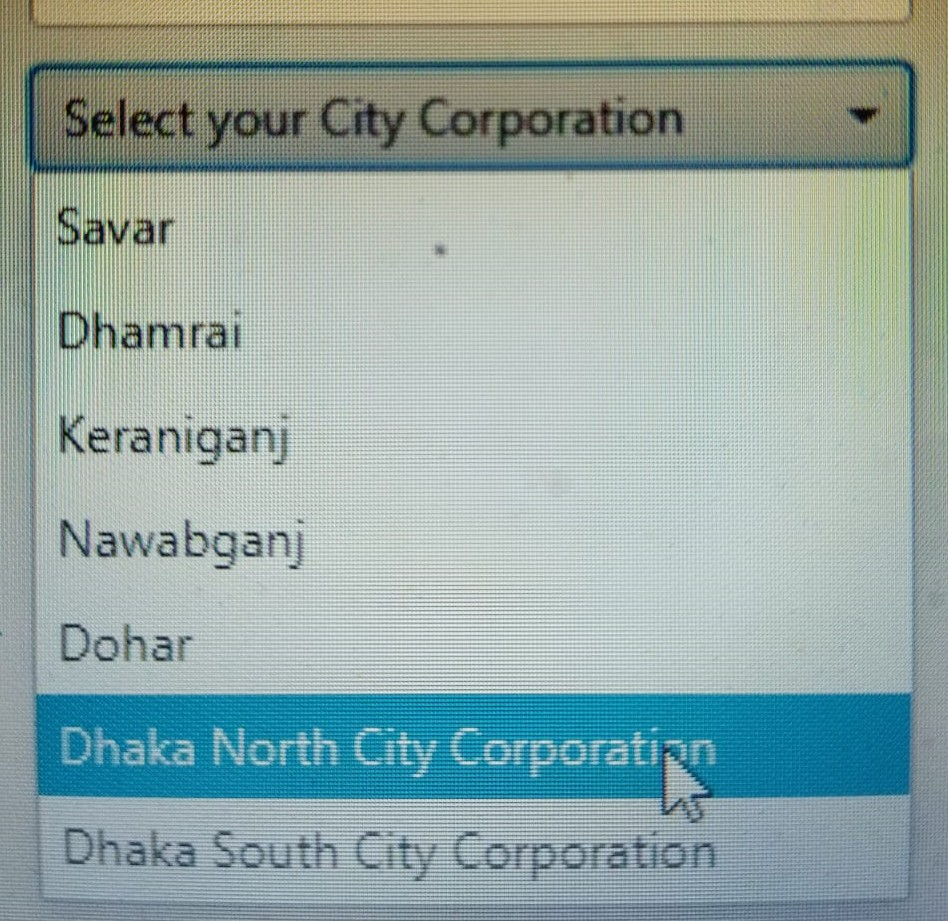 Select your City Corporation
Savar
Dhamrai
Keraniganj
Nawabganj
Dohar
Dhaka North City Corporation
Dhaka South City Corporation